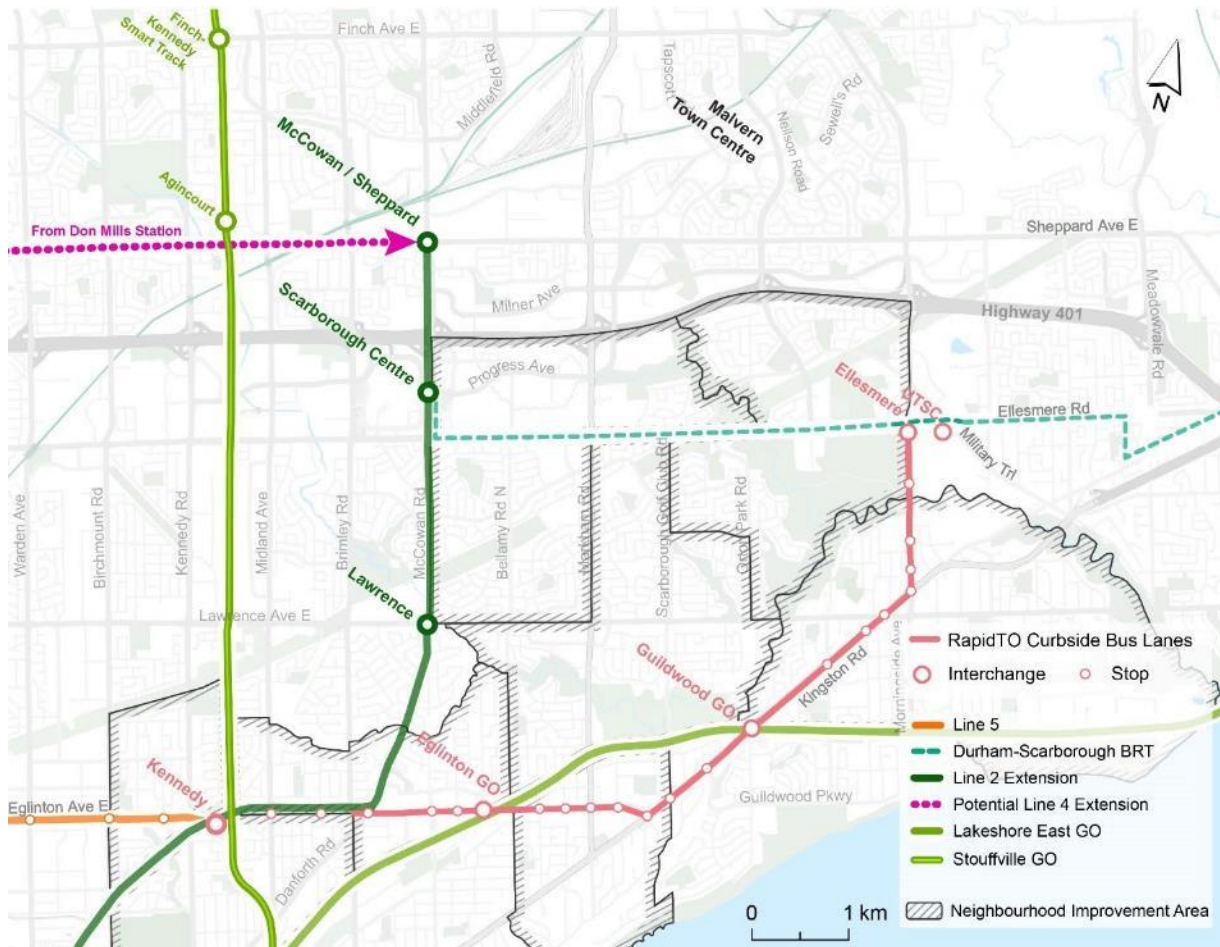 Finch Ave E
Finch-
Kennedy
Smart Track
Middlefield Rd
Tapscott
Malvern
Town Centre
Neilson Road
Sewell's Rd
N
McCowan / Sheppard
Agincourt
From Don Mills Station
Sheppard Ave E
Scarborough Centre
Milner Ave
Highway 401
Meadowvale Rd
Progress Ave
Ellesmere
UTSC
Ellesmere Rd
Military Trl
Warden Ave
Birchmount Rd
Kennedy Rd
Midland Ave
Brimley Rd
McCowan Rd
Bellamy Rd N
Markham Rd
Scarborough Golf Club Rd
Orton Park Rd
Lawrence
Lawrence Ave E
Guildwood GO
Kingston Rd
Morningside Ave
Kennedy
Eglinton GO
Eglinton Ave E
Guildwood Pkwy
Danforth Rd
RapidTO Curbside Bus Lanes
Interchange
Stop
Line 5
Durham-Scarborough BRT
Line 2 Extension
Potential Line 4 Extension
Lakeshore East GO
Stouffville GO
Neighbourhood Improvement Area
0 1 km